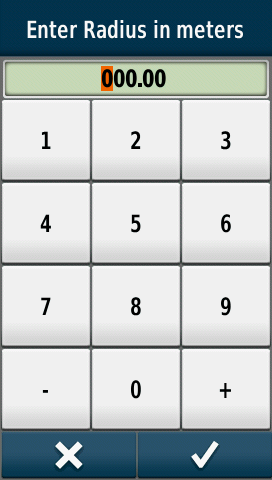 Enter Radius in meters
000.00
1 2 3
4 5 6
7 8 9
- 0 +